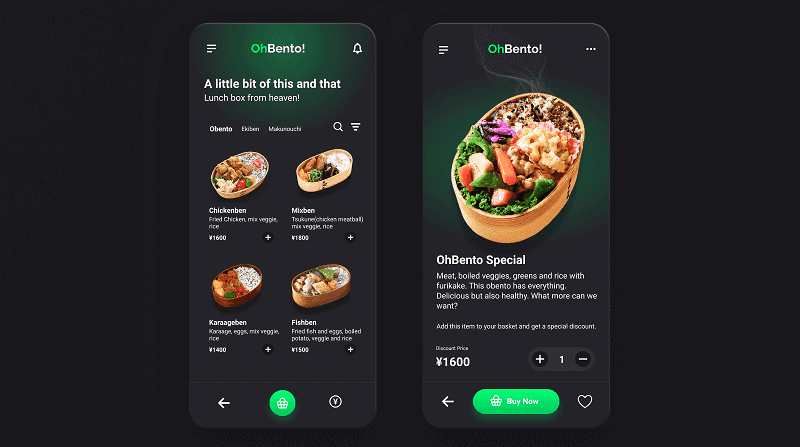 OhBento!
A little bit of this and that
Lunch box from heaven!
Obento Ekiben Makunouchi
Chickenben
Fried Chicken, mix veggie,
rice
¥1600
Mixben
Tsukune(chicken meatball)
mix veggie, rice
¥1800
Karaageben
Karaage, eggs, mix veggie,
rice
¥1400
Fishben
Fried fish and eggs, boiled
potato, veggie and rice
¥1500
OhBento!
OhBento Special
Meat, boiled veggies, greens and rice with
furikake. This obento has everything.
Delicious but also healthy. What more can we
want?
Add this item to your basket and get a special discount.
Discount Price
¥1600
1
Buy Now